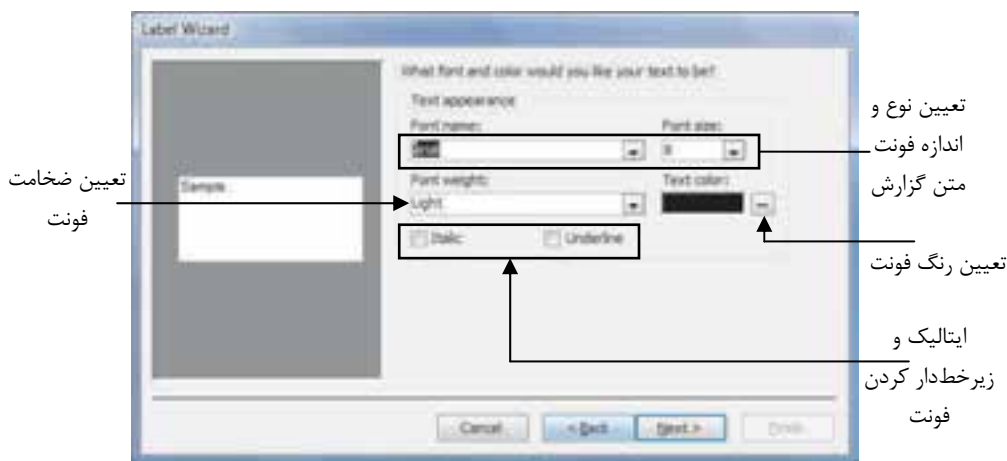 Label Wizard
What font and color would you like your text to be?
Text appearance
Font name:
Font size:
Arial
8
Font weight:
Text color:
Light
Italic
Underline
Sample
Cancel
< Back
Next >
Finish
تعیین نوع و
اندازه فونت
متن گزارش
تعیین ضخامت
فونت
تعیین رنگ فونت
ایتالیک و
زیرخط‌دار کردن
فونت